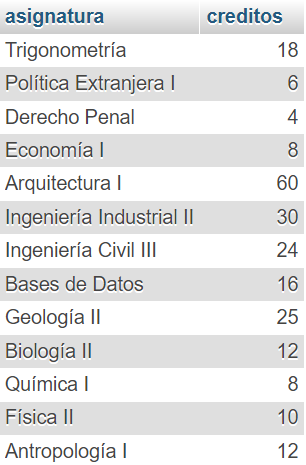 asignatura creditos
Trigonometría 18
Política Extranjera I 6
Derecho Penal 4
Economía I 8
Arquitectura I 60
Ingeniería Industrial II 30
Ingeniería Civil III 24
Bases de Datos 16
Geología II 25
Biología II 12
Química I 8
Física II 10
Antropología I 12